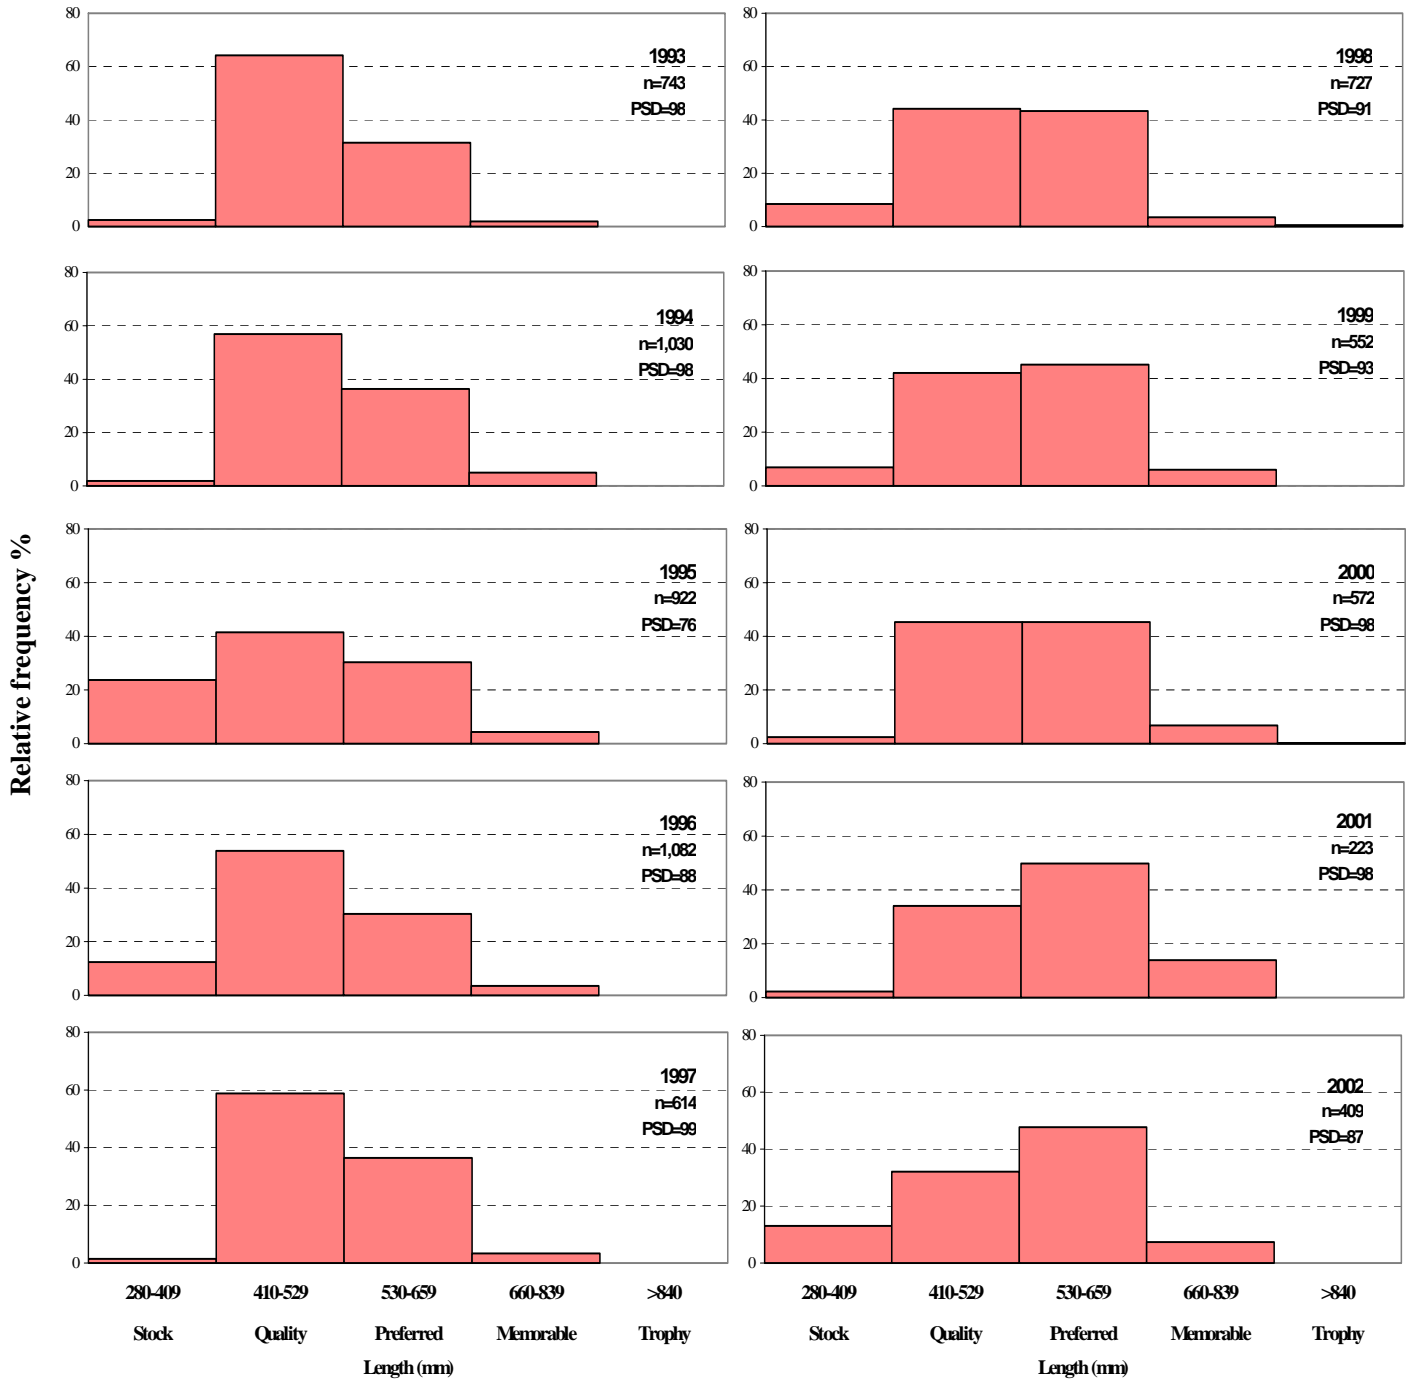 Relative frequency %
80
60
40
20
0
1993
n=743
PSD=98
80
60
40
20
0
1994
n=1,030
PSD=98
80
60
40
20
0
1995
n=922
PSD=76
80
60
40
20
0
1996
n=1,082
PSD=88
80
60
40
20
0
1997
n=614
PSD=99
280-409 410-529 530-659 660-839 >840
Stock Quality Preferred Memorable Trophy
Length (mm)
80
60
40
20
0
1998
n=727
PSD=91
80
60
40
20
0
1999
n=552
PSD=93
80
60
40
20
0
2000
n=572
PSD=98
80
60
40
20
0
2001
n=223
PSD=98
80
60
40
20
0
2002
n=409
PSD=87
280-409 410-529 530-659 660-839 >840
Stock Quality Preferred Memorable Trophy
Length (mm)